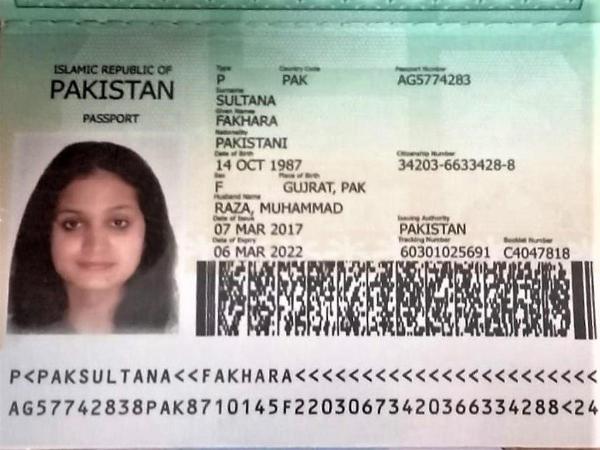 ISLAMIC REPUBLIC OF
PAKISTAN
PASSPORT
Type Country Code Passport Number
P PAK AG5774283
Surname
SULTANA
Given Names
FAKHARA
Nationality
PAKISTANI
Date of Birth Citizenship Number
14 OCT 1987 34203-6633428-8
Sex Place of Birth
F GUJRAT, PAK
Husband Name
RAZA, MUHAMMAD
Date of Issue Issuing Authority
07 MAR 2017 PAKISTAN
Date of Expiry Tracking Number Booklet Number
06 MAR 2022 60301025691 C4047818
P<PAKSULTANA<<FAKHARA<<<<<<<<<<<<<<<<<<<<<<<
AG57742838PAK8710145F2203067342036634288<24